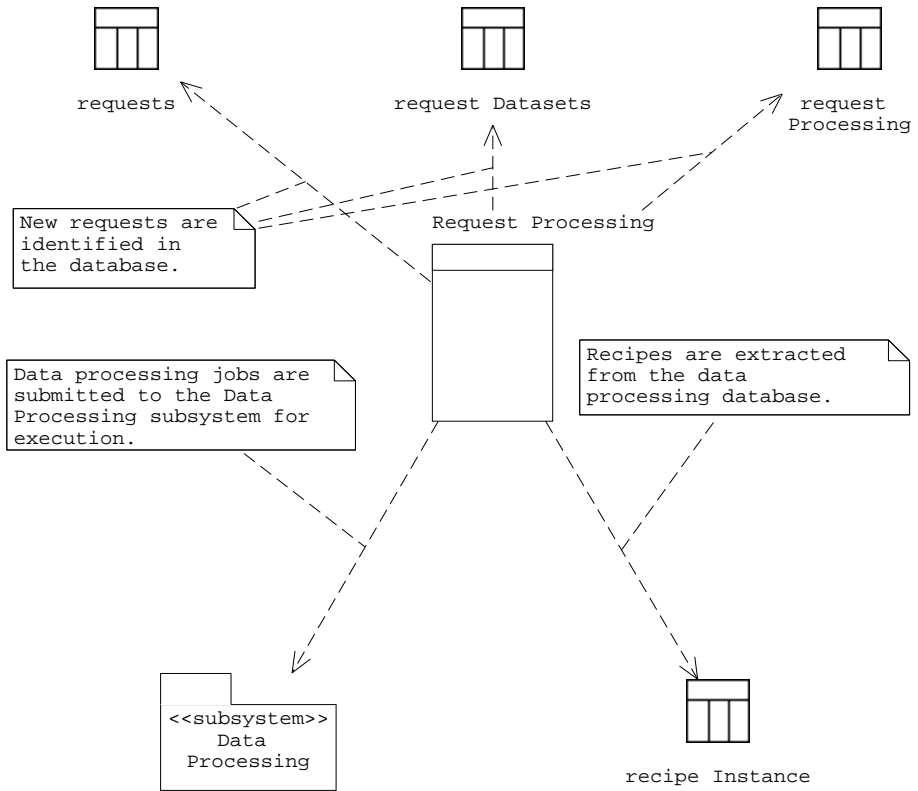 requests
request Datasets
request
Processing
New requests are
identified in
the database.
Request Processing
Data processing jobs are
submitted to the Data
Processing subsystem for
execution.
Recipes are extracted
from the data
processing database.
<<subsystem>>
Data
Processing
recipe Instance